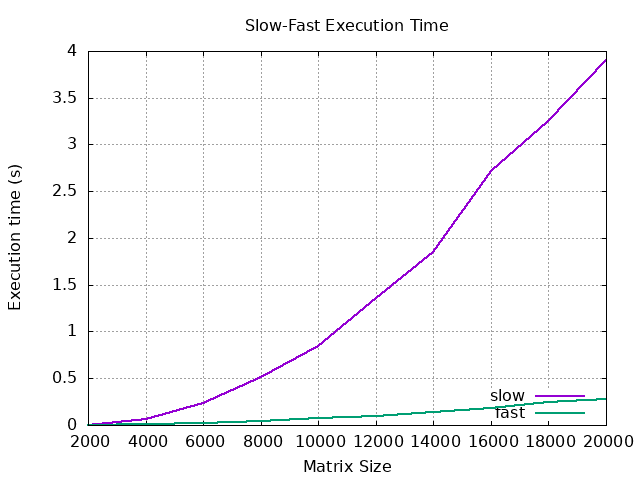 Slow-Fast Execution Time
4
3.5
3
2.5
2
1.5
1
0.5
0
Execution time (s)
slow
fast
2000 4000 6000 8000 10000 12000 14000 16000 18000 20000
Matrix Size